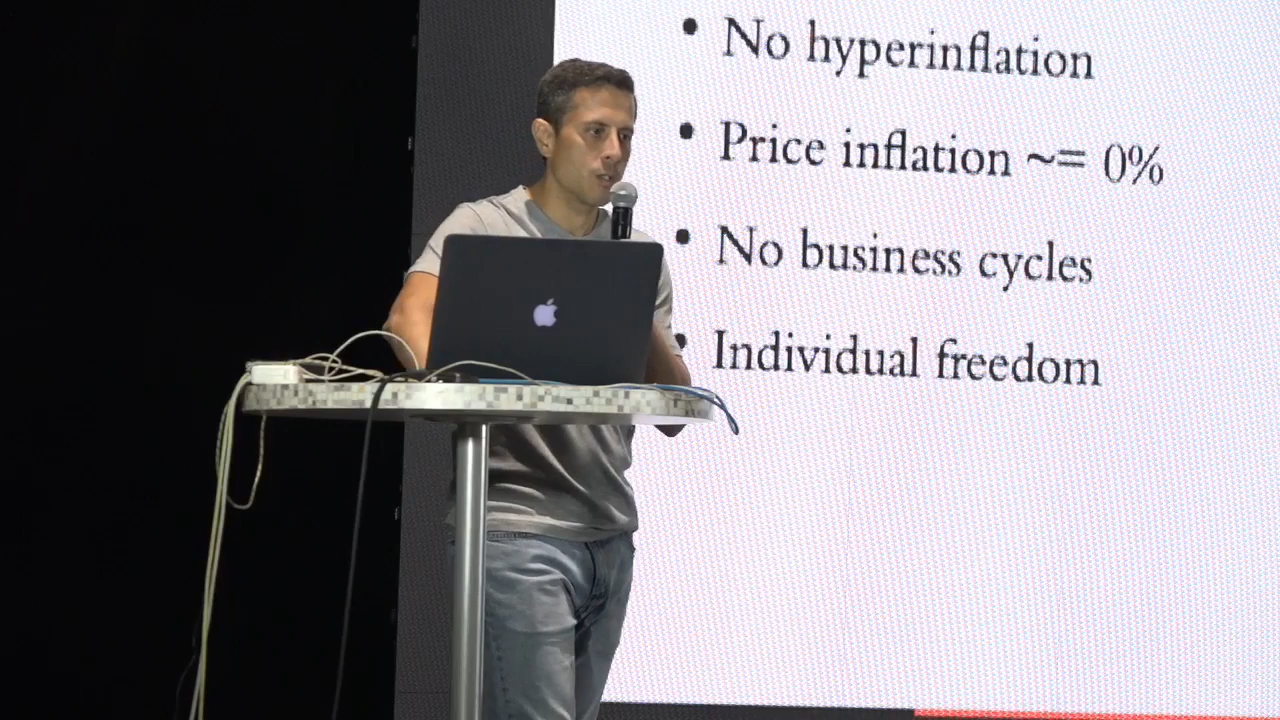 • No hyperinflation
• Price inflation ~= 0%
• No business cycles
• Individual freedom